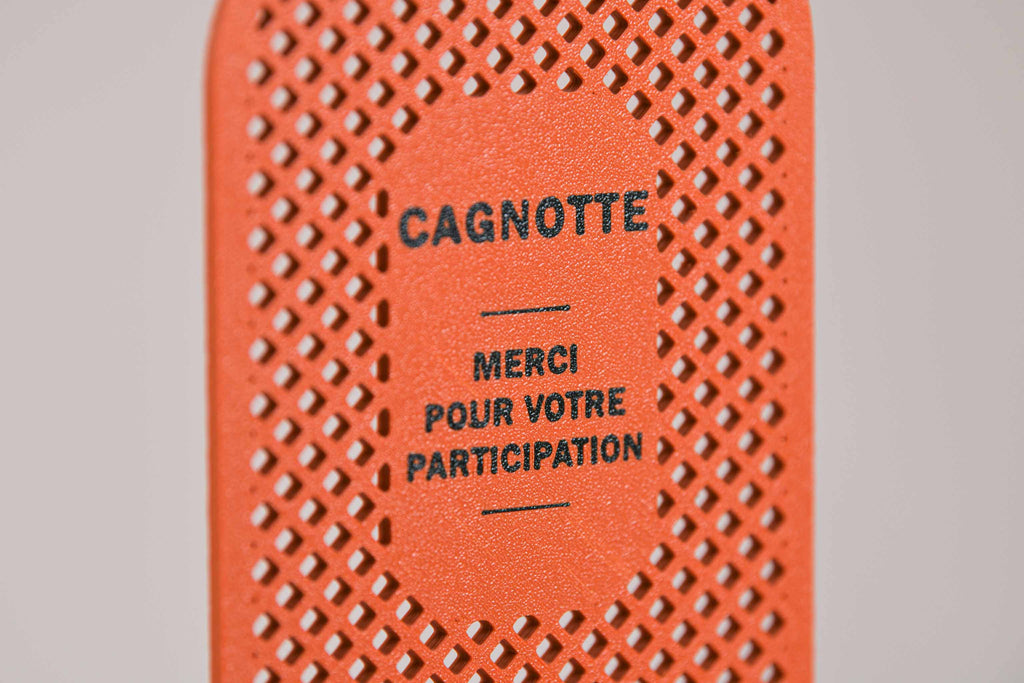 CAGNOTTE
MERCI
POUR VOTRE
PARTICIPATION